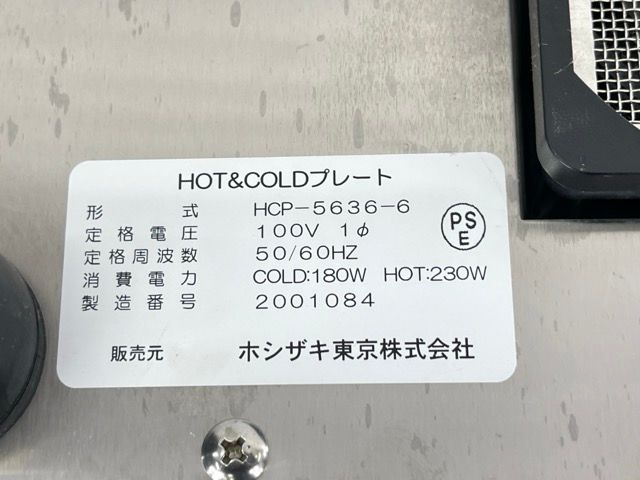 HOT&COLDプレート
形 式 HCP-5636-6
定格電圧 100V 1φ
定格周波数 50/60HZ
消費電力 COLD:180W HOT:230W
製造番号 2001084
PS
E
販売元 ホシザキ東京株式会社